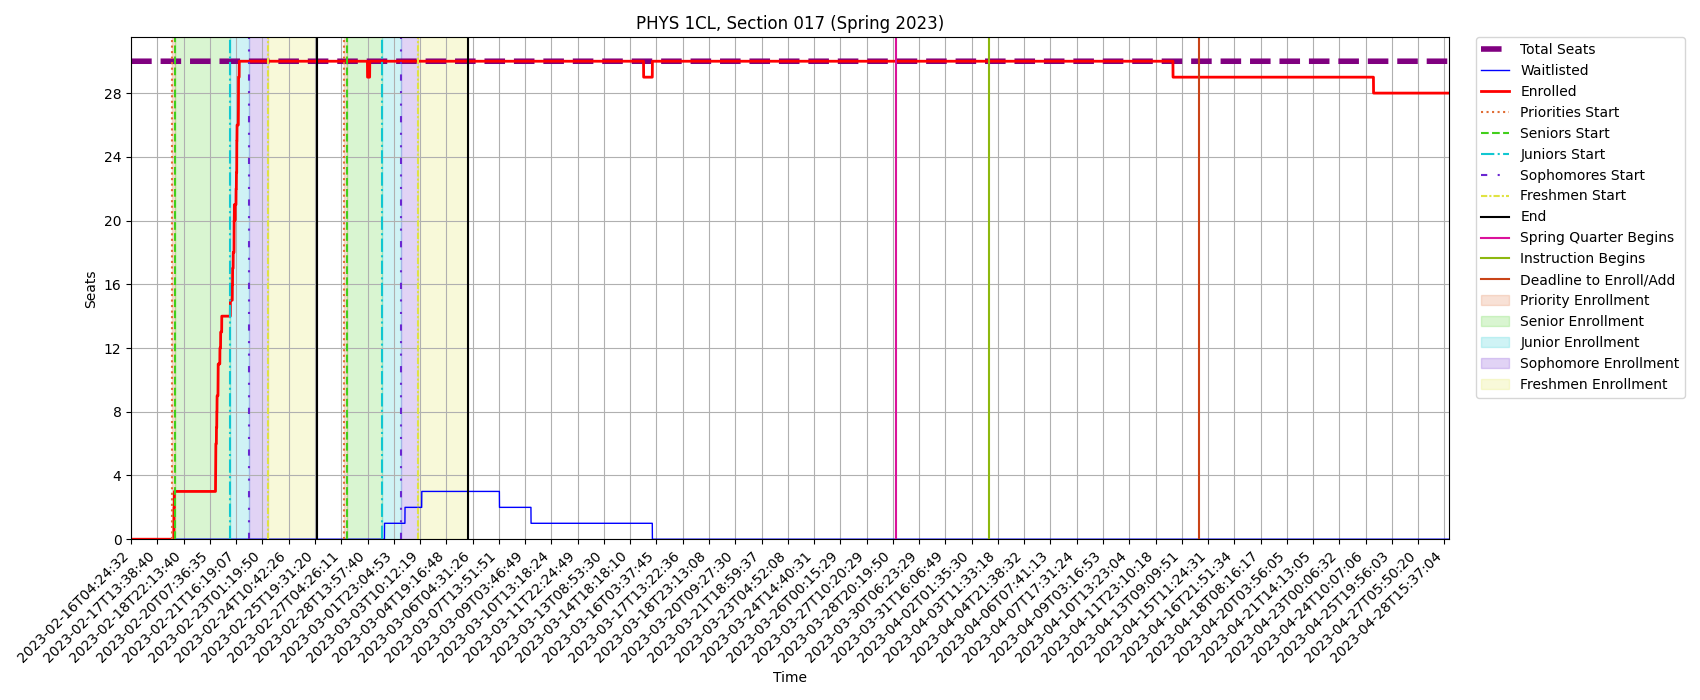 PHYS 1CL, Section 017 (Spring 2023)
Seats
28
24
20
16
12
8
4
0
2023-02-16T04:24:32
2023-02-17T13:38:40
2023-02-18T22:13:40
2023-02-20T07:36:35
2023-02-21T16:19:07
2023-02-23T01:19:50
2023-02-24T10:42:26
2023-02-25T19:31:20
2023-02-27T04:26:11
2023-02-28T13:57:40
2023-03-01T23:04:53
2023-03-03T10:12:19
2023-03-04T19:16:48
2023-03-06T04:31:26
2023-03-07T13:51:51
2023-03-09T03:46:49
2023-03-10T13:18:24
2023-03-11T22:24:49
2023-03-13T08:53:30
2023-03-14T18:18:10
2023-03-16T03:37:45
2023-03-17T13:22:36
2023-03-18T23:13:08
2023-03-20T09:27:30
2023-03-21T18:59:37
2023-03-23T04:52:08
2023-03-24T14:40:31
2023-03-26T00:15:29
2023-03-27T10:20:29
2023-03-28T20:19:50
2023-03-30T06:23:29
2023-03-31T16:06:49
2023-04-02T01:35:30
2023-04-03T11:33:18
2023-04-04T21:38:32
2023-04-06T07:41:13
2023-04-07T17:31:24
2023-04-09T03:16:53
2023-04-10T13:23:04
2023-04-11T23:10:18
2023-04-13T09:09:51
2023-04-15T11:24:31
2023-04-16T21:51:34
2023-04-18T08:16:17
2023-04-20T03:56:05
2023-04-21T14:13:05
2023-04-23T00:06:32
2023-04-24T10:07:06
2023-04-25T19:56:03
2023-04-27T05:50:20
2023-04-28T15:37:04
Time
Total Seats
Waitlisted
Enrolled
Priorities Start
Seniors Start
Juniors Start
Sophomores Start
Freshmen Start
End
Spring Quarter Begins
Instruction Begins
Deadline to Enroll/Add
Priority Enrollment
Senior Enrollment
Junior Enrollment
Sophomore Enrollment
Freshmen Enrollment